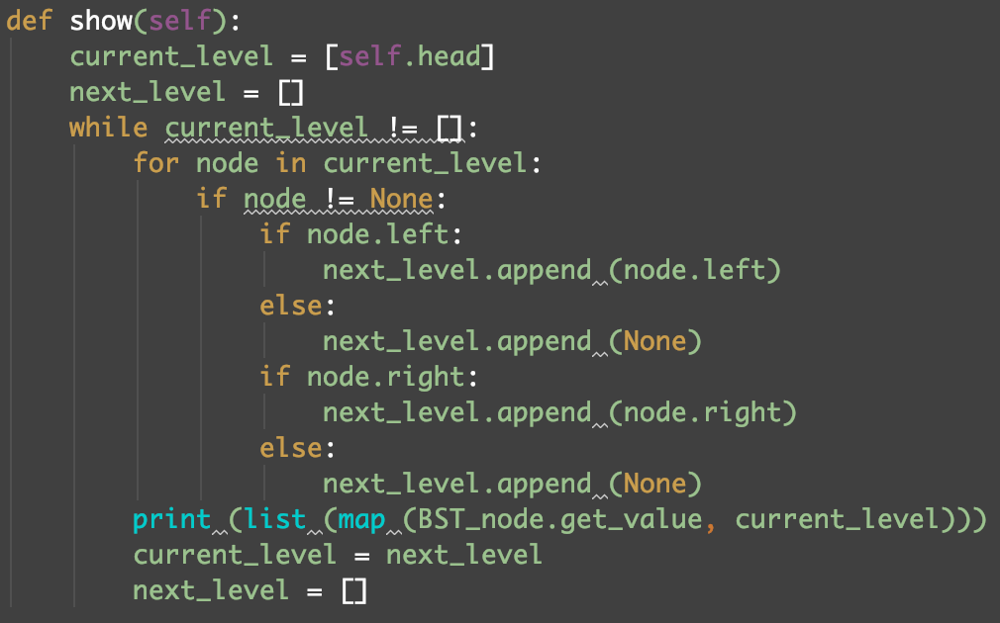 def show(self):
    current_level = [self.head]
    next_level = []
    while current_level != []:
        for node in current_level:
            if node != None:
                if node.left:
                    next_level.append (node.left)
                else:
                    next_level.append (None)
                if node.right:
                    next_level.append (node.right)
                else:
                    next_level.append (None)
        print (list (map (BST_node.get_value, current_level)))
        current_level = next_level
        next_level = []